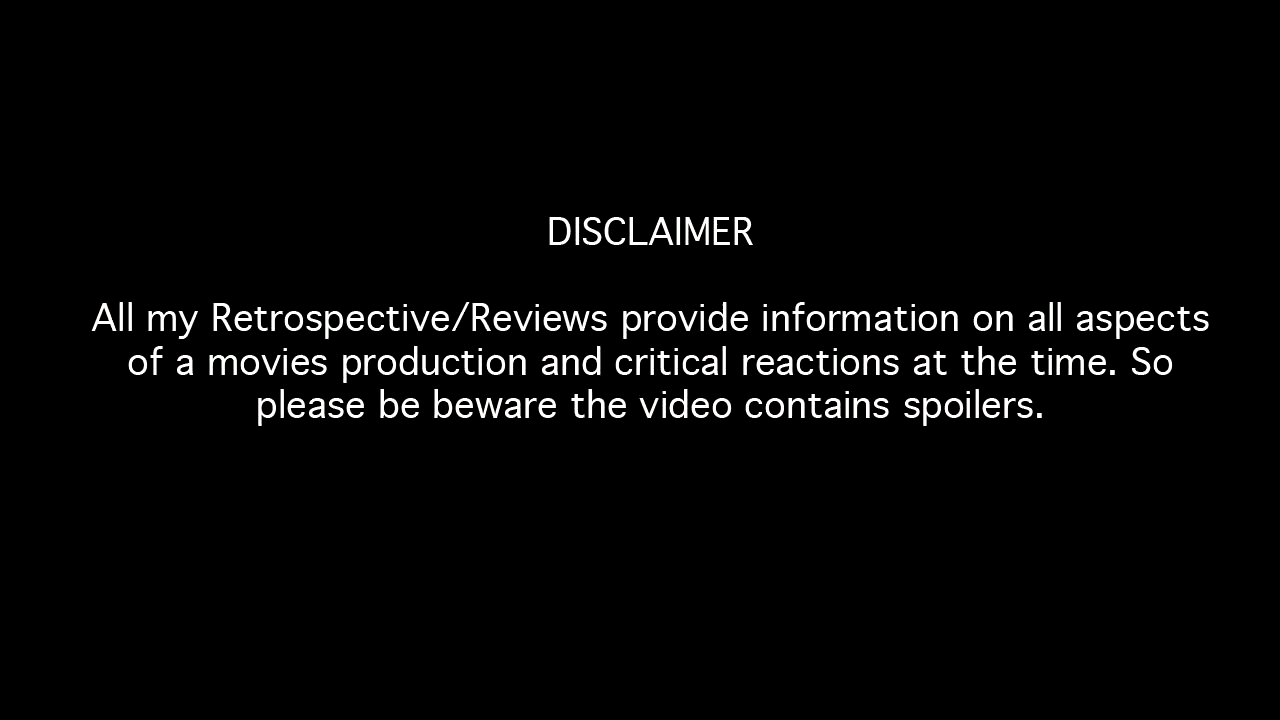 DISCLAIMER
All my Retrospective/Reviews provide information on all aspects
of a movies production and critical reactions at the time. So
please be beware the video contains spoilers.